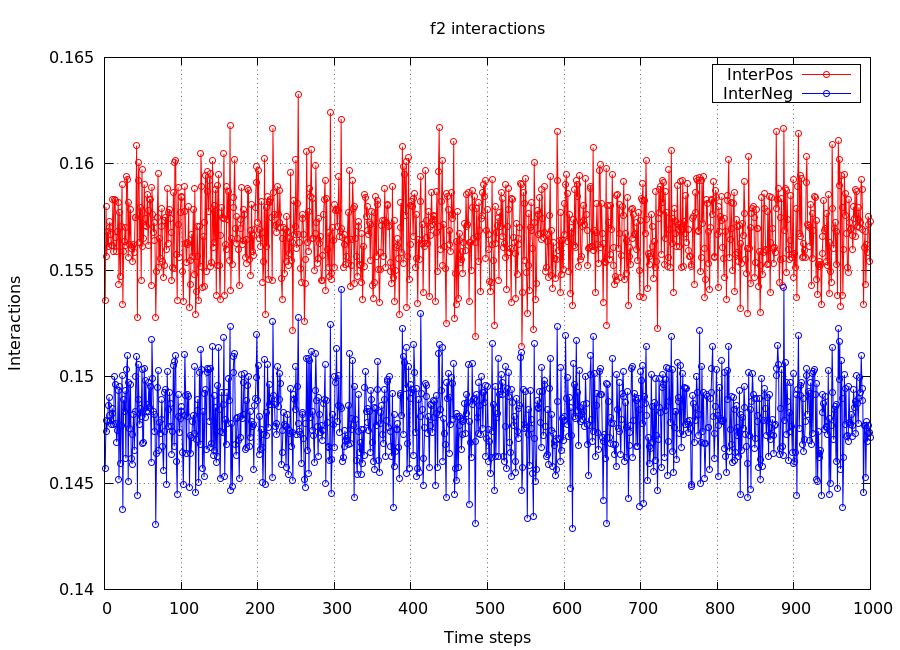 f2 interactions
InterPos
InterNeg
Interactions
0.165
0.16
0.155
0.15
0.145
0.14
0 100 200 300 400 500 600 700 800 900 1000
Time steps